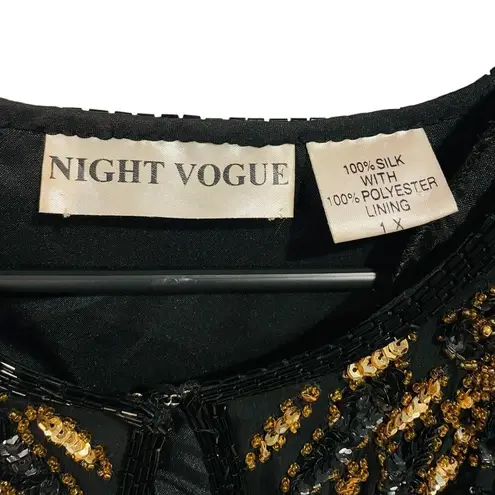 NIGHT VOGUE
100% SILK
WITH
100% POLYESTER
LINING
1 X